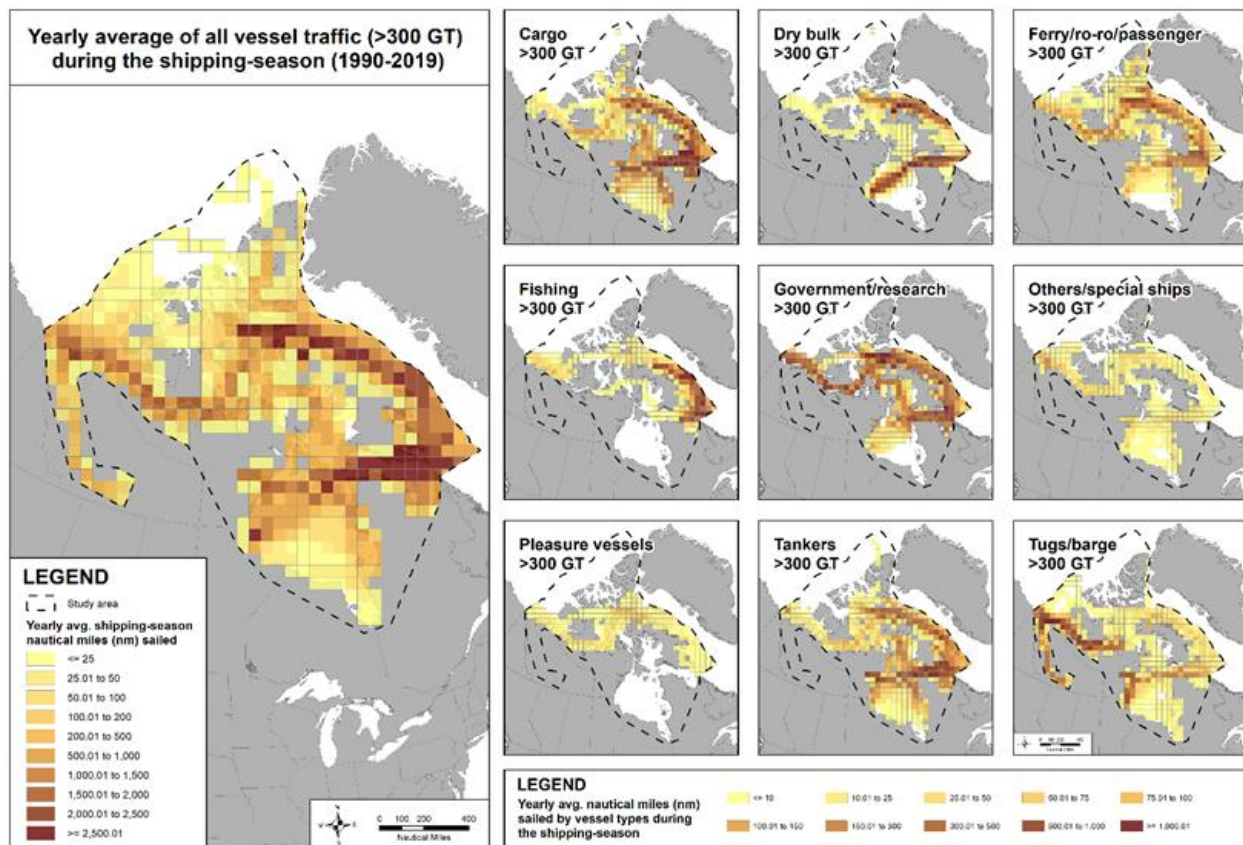 Yearly average of all vessel traffic (>300 GT)
during the shipping-season (1990-2019)
LEGEND
Study area
Yearly avg. shipping-season
nautical miles (nm) sailed
<= 25
25.01 to 50
50.01 to 100
100.01 to 200
200.01 to 500
500.01 to 1,000
1,000.01 to 1,500
1,500.01 to 2,000
2,000.01 to 2,500
>= 2,500.01
0 100 200 400
Nautical Miles
Cargo
>300 GT
Dry bulk
>300 GT
Ferry/ro-ro/passenger
>300 GT
Fishing
>300 GT
Government/research
>300 GT
Others/special ships
>300 GT
Pleasure vessels
>300 GT
Tankers
>300 GT
Tugs/barge
>300 GT
LEGEND
Yearly avg. nautical miles (nm)
sailed by vessel types during
the shipping-season
<= 10
10.01 to 25
25.01 to 50
50.01 to 75
75.01 to 100
100.01 to 150
150.01 to 300
300.01 to 500
500.01 to 1,000
>= 1,000.01